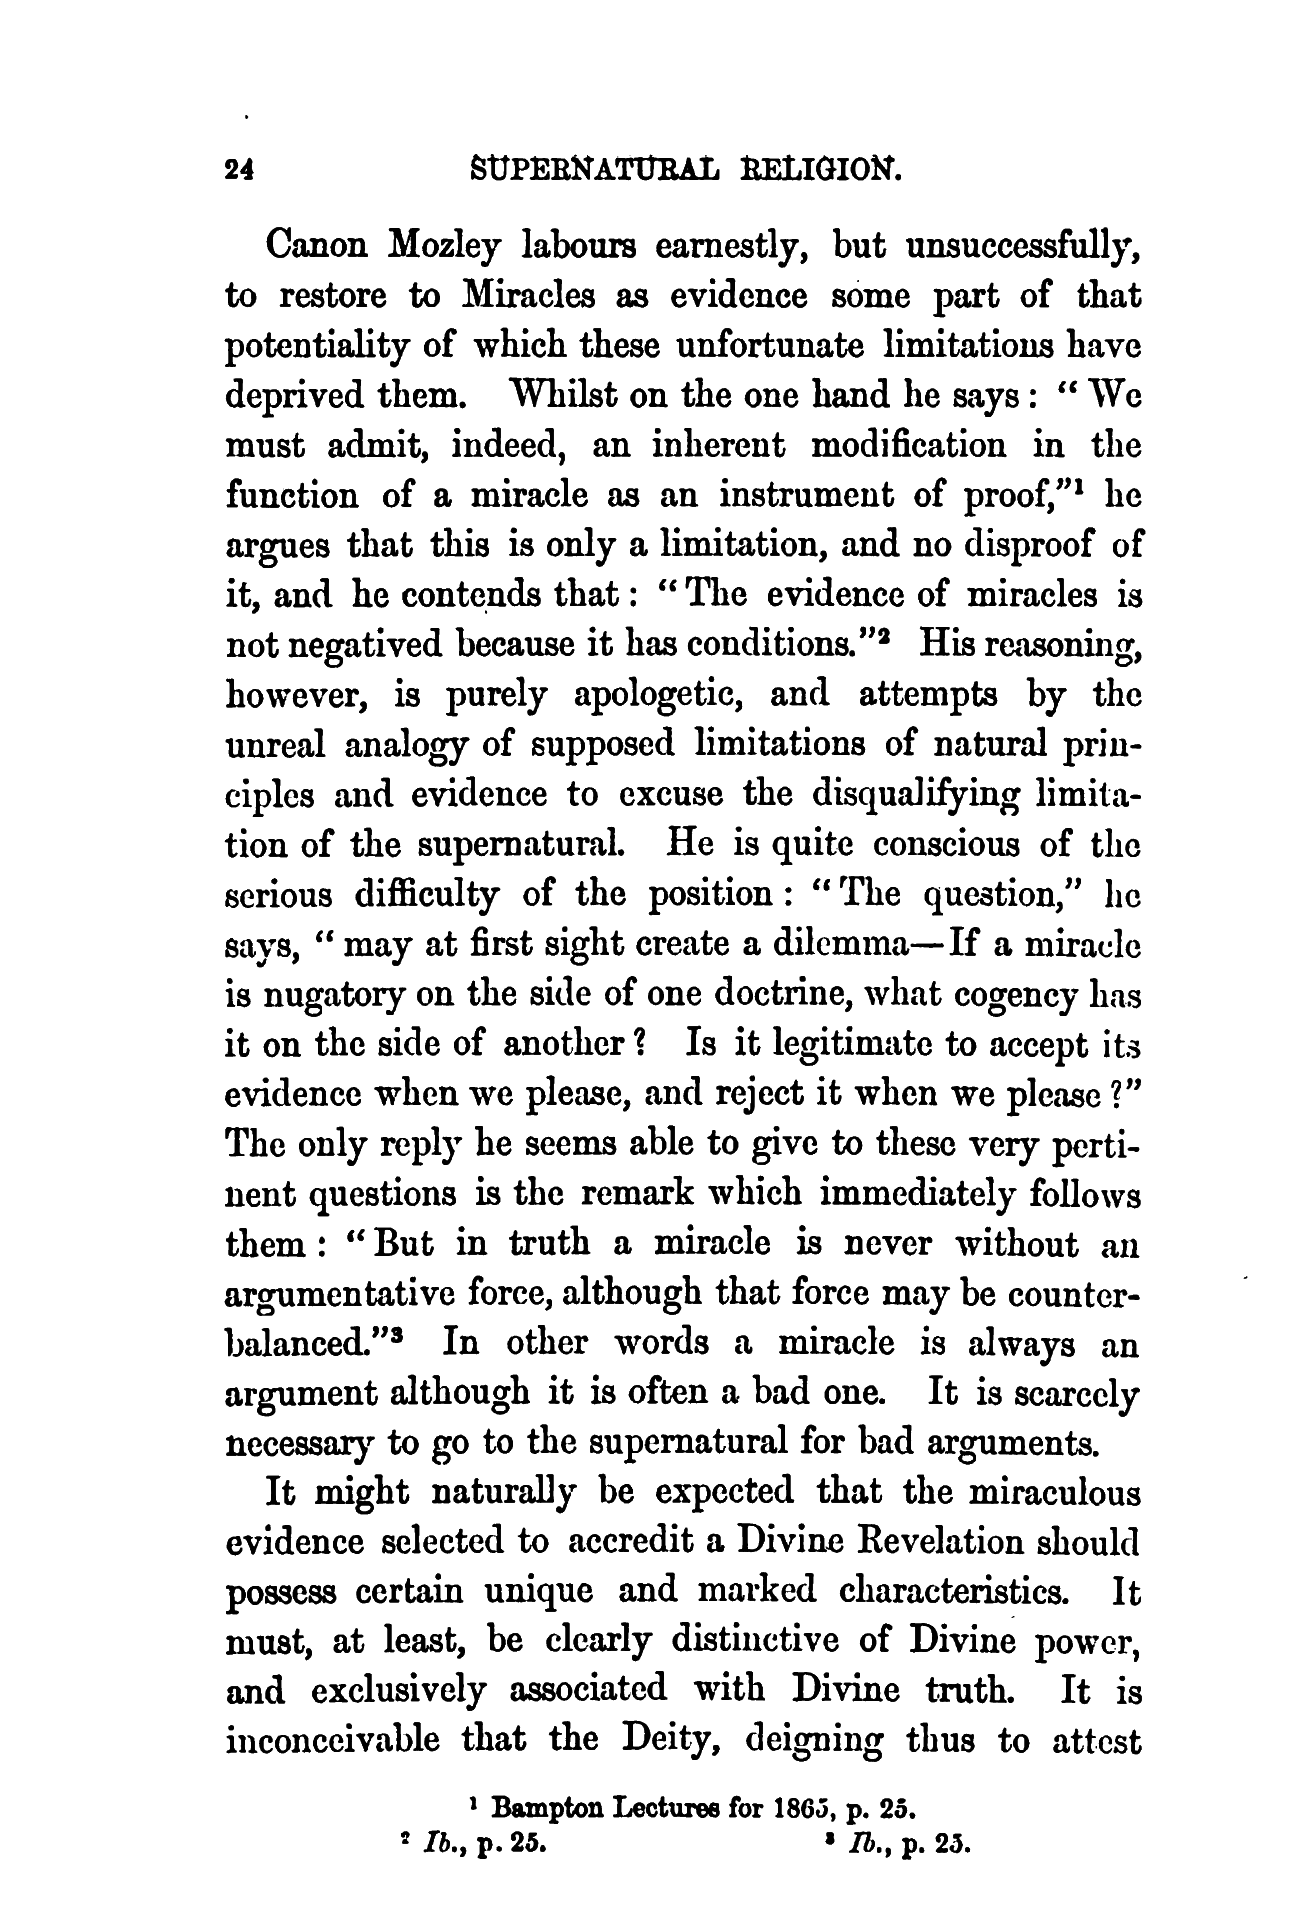 24 SUPERNATURAL RELIGION.
Canon Mozley labours earnestly, but unsuccessfully,
to restore to Miracles as evidence some part of that
potentiality of which these unfortunate limitations have
deprived them. Whilst on the one hand he says : “ We
must admit, indeed, an inherent modification in the
function of a miracle as an instrument of proof,”¹ he
argues that this is only a limitation, and no disproof of
it, and he contends that : “ The evidence of miracles is
not negatived because it has conditions.”² His reasoning,
however, is purely apologetic, and attempts by the
unreal analogy of supposed limitations of natural prin-
ciples and evidence to excuse the disqualifying limita-
tion of the supernatural. He is quite conscious of the
serious difficulty of the position : “ The question,” he
says, “ may at first sight create a dilemma—If a miracle
is nugatory on the side of one doctrine, what cogency has
it on the side of another ? Is it legitimate to accept its
evidence when we please, and reject it when we please ?”
The only reply he seems able to give to these very perti-
nent questions is the remark which immediately follows
them : “ But in truth a miracle is never without an
argumentative force, although that force may be counter-
balanced.”³ In other words a miracle is always an
argument although it is often a bad one. It is scarcely
necessary to go to the supernatural for bad arguments.
It might naturally be expected that the miraculous
evidence selected to accredit a Divine Revelation should
possess certain unique and marked characteristics. It
must, at least, be clearly distinctive of Divine power,
and exclusively associated with Divine truth. It is
inconceivable that the Deity, deigning thus to attest
¹ Bampton Lectures for 1865, p. 25.
² Ib., p. 25. ³ Ib., p. 25.